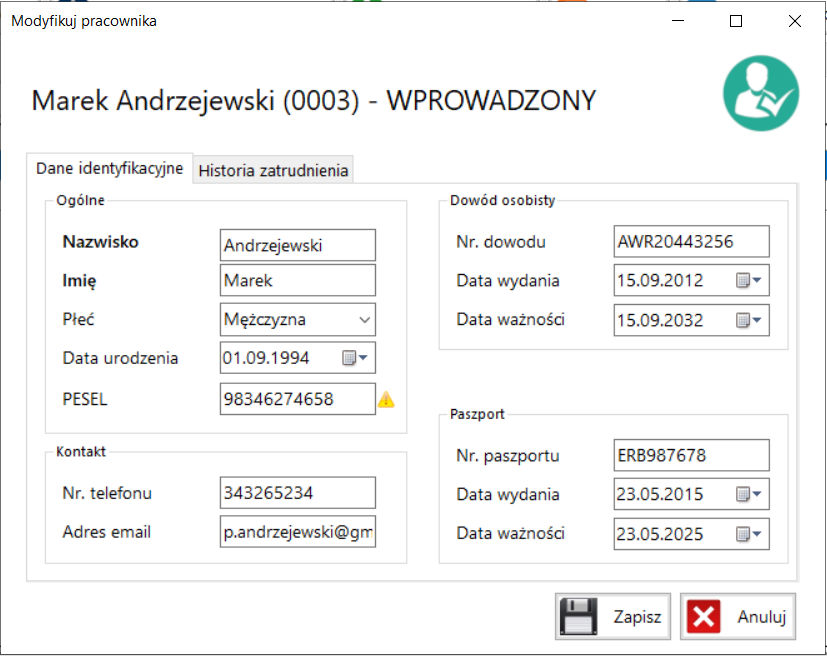 Modyfikuj pracownika
Marek Andrzejewski (0003) - WPROWADZONY
Dane identyfikacyjne
Historia zatrudnienia
Ogólne
Nazwisko Andrzejewski
Imię Marek
Płeć Mężczyzna
Data urodzenia 01.09.1994
PESEL 98346274658
Kontakt
Nr. telefonu 343265234
Adres email p.andrzejewski@gm
Dowód osobisty
Nr. dowodu AWR20443256
Data wydania 15.09.2012
Data ważności 15.09.2032
Paszport
Nr. paszportu ERB987678
Data wydania 23.05.2015
Data ważności 23.05.2025
Zapisz
Anuluj